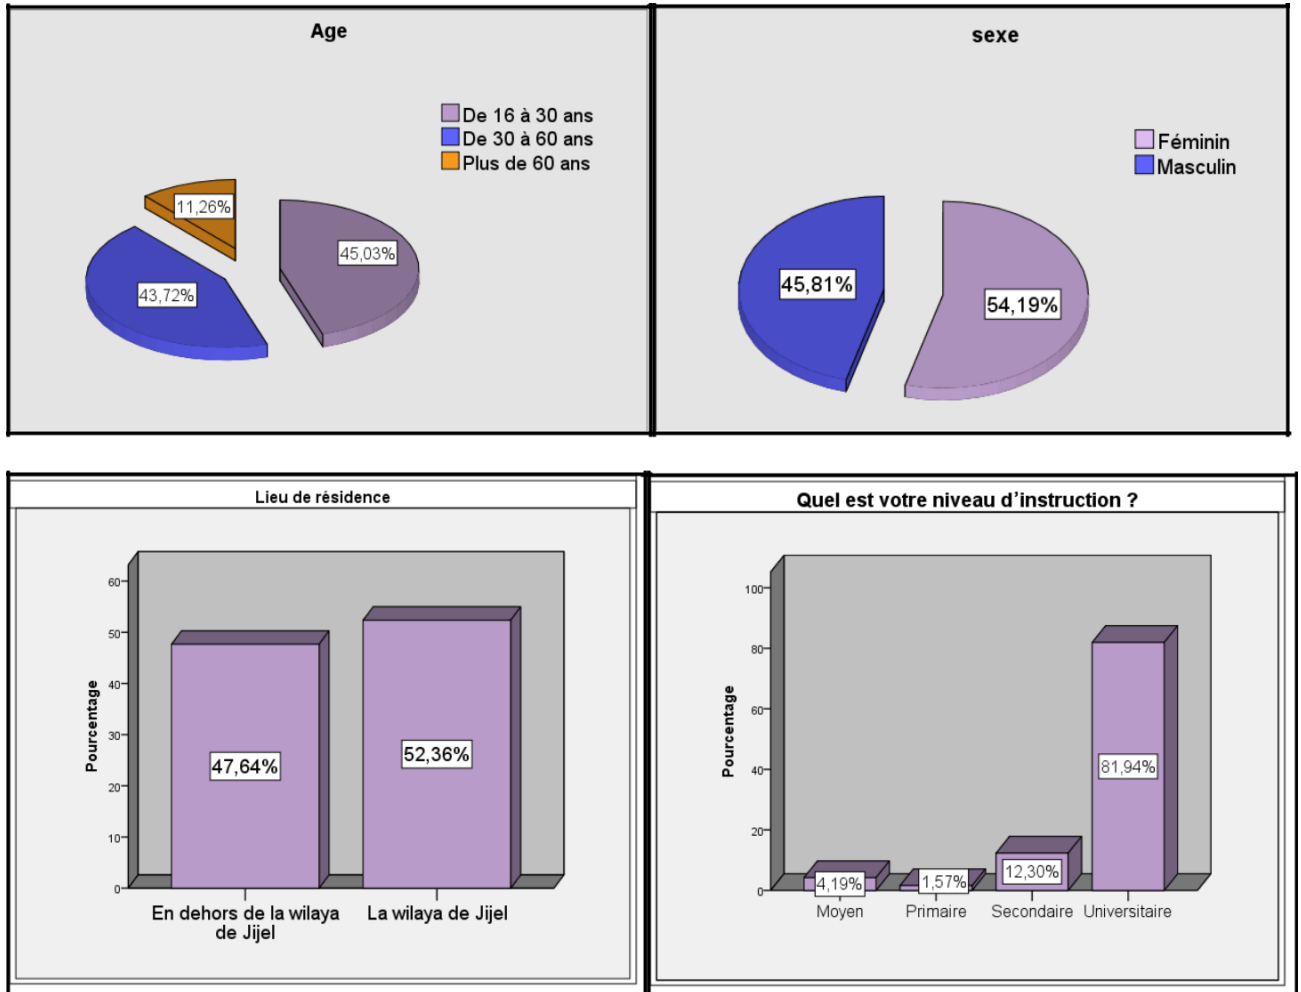 Age
De 16 à 30 ans
De 30 à 60 ans
Plus de 60 ans
11,26%
45,03%
43,72%
sexe
Féminin
Masculin
45,81%
54,19%
Lieu de résidence
Pourcentage
60
50
40
30
20
10
0
47,64%
52,36%
En dehors de la wilaya
de Jijel
La wilaya de Jijel
Quel est votre niveau d’instruction ?
Pourcentage
100
80
60
40
20
0
4,19%
1,57%
12,30%
81,94%
Moyen
Primaire
Secondaire
Universitaire